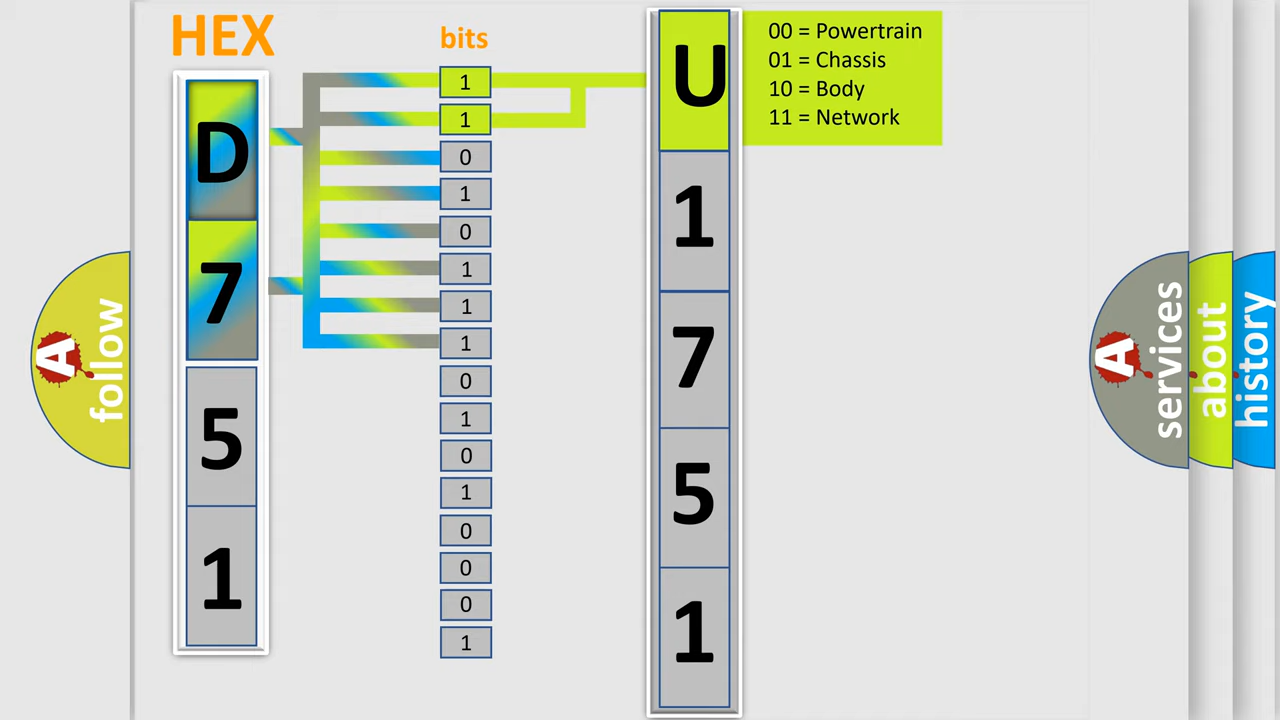 HEX
bits
D
7
5
1
1
1
0
1
0
1
1
1
0
1
0
1
0
0
0
1
U
1
7
5
1
00 = Powertrain
01 = Chassis
10 = Body
11 = Network
A
follow
A
services
about
history